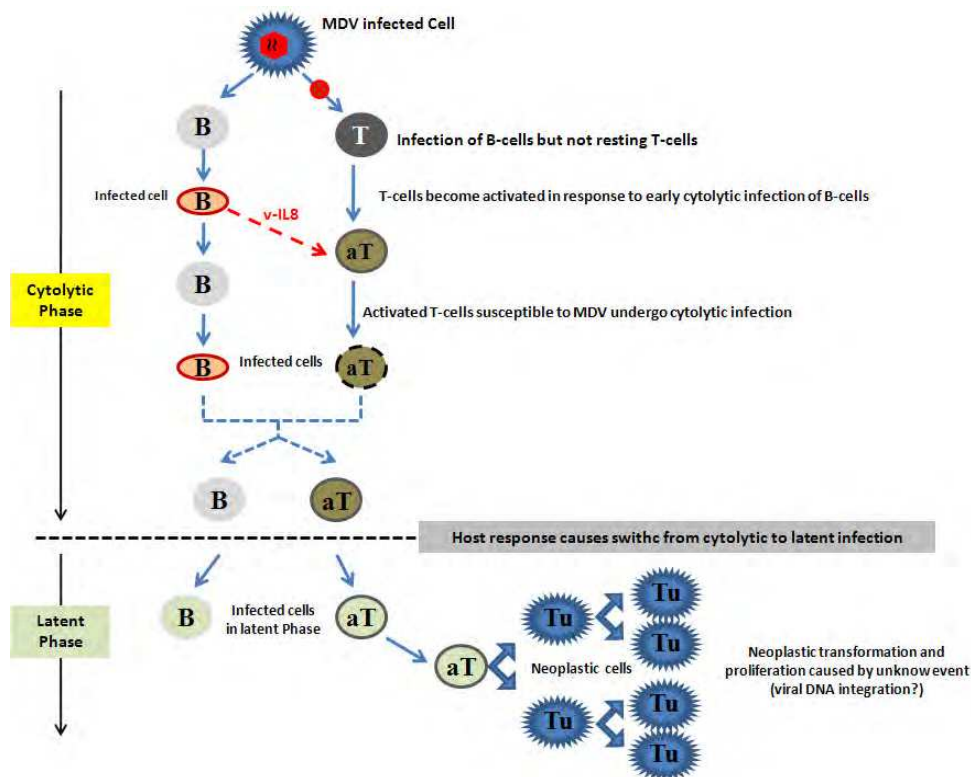 MDV infected Cell
B
T
Infection of B-cells but not resting T-cells
Infected cell
B
v-IL8
T-cells become activated in response to early cytolytic infection of B-cells
aT
B
Cytolytic
Phase
Activated T-cells susceptible to MDV undergo cytolytic infection
B
Infected cells
aT
B
aT
Host response causes swithc from cytolytic to latent infection
Latent
Phase
B
Infected cells
in latent Phase
aT
aT
Tu
Tu
Tu
Neoplastic cells
Tu
Tu
Tu
Neoplastic transformation and
proliferation caused by unknow event
(viral DNA integration?)